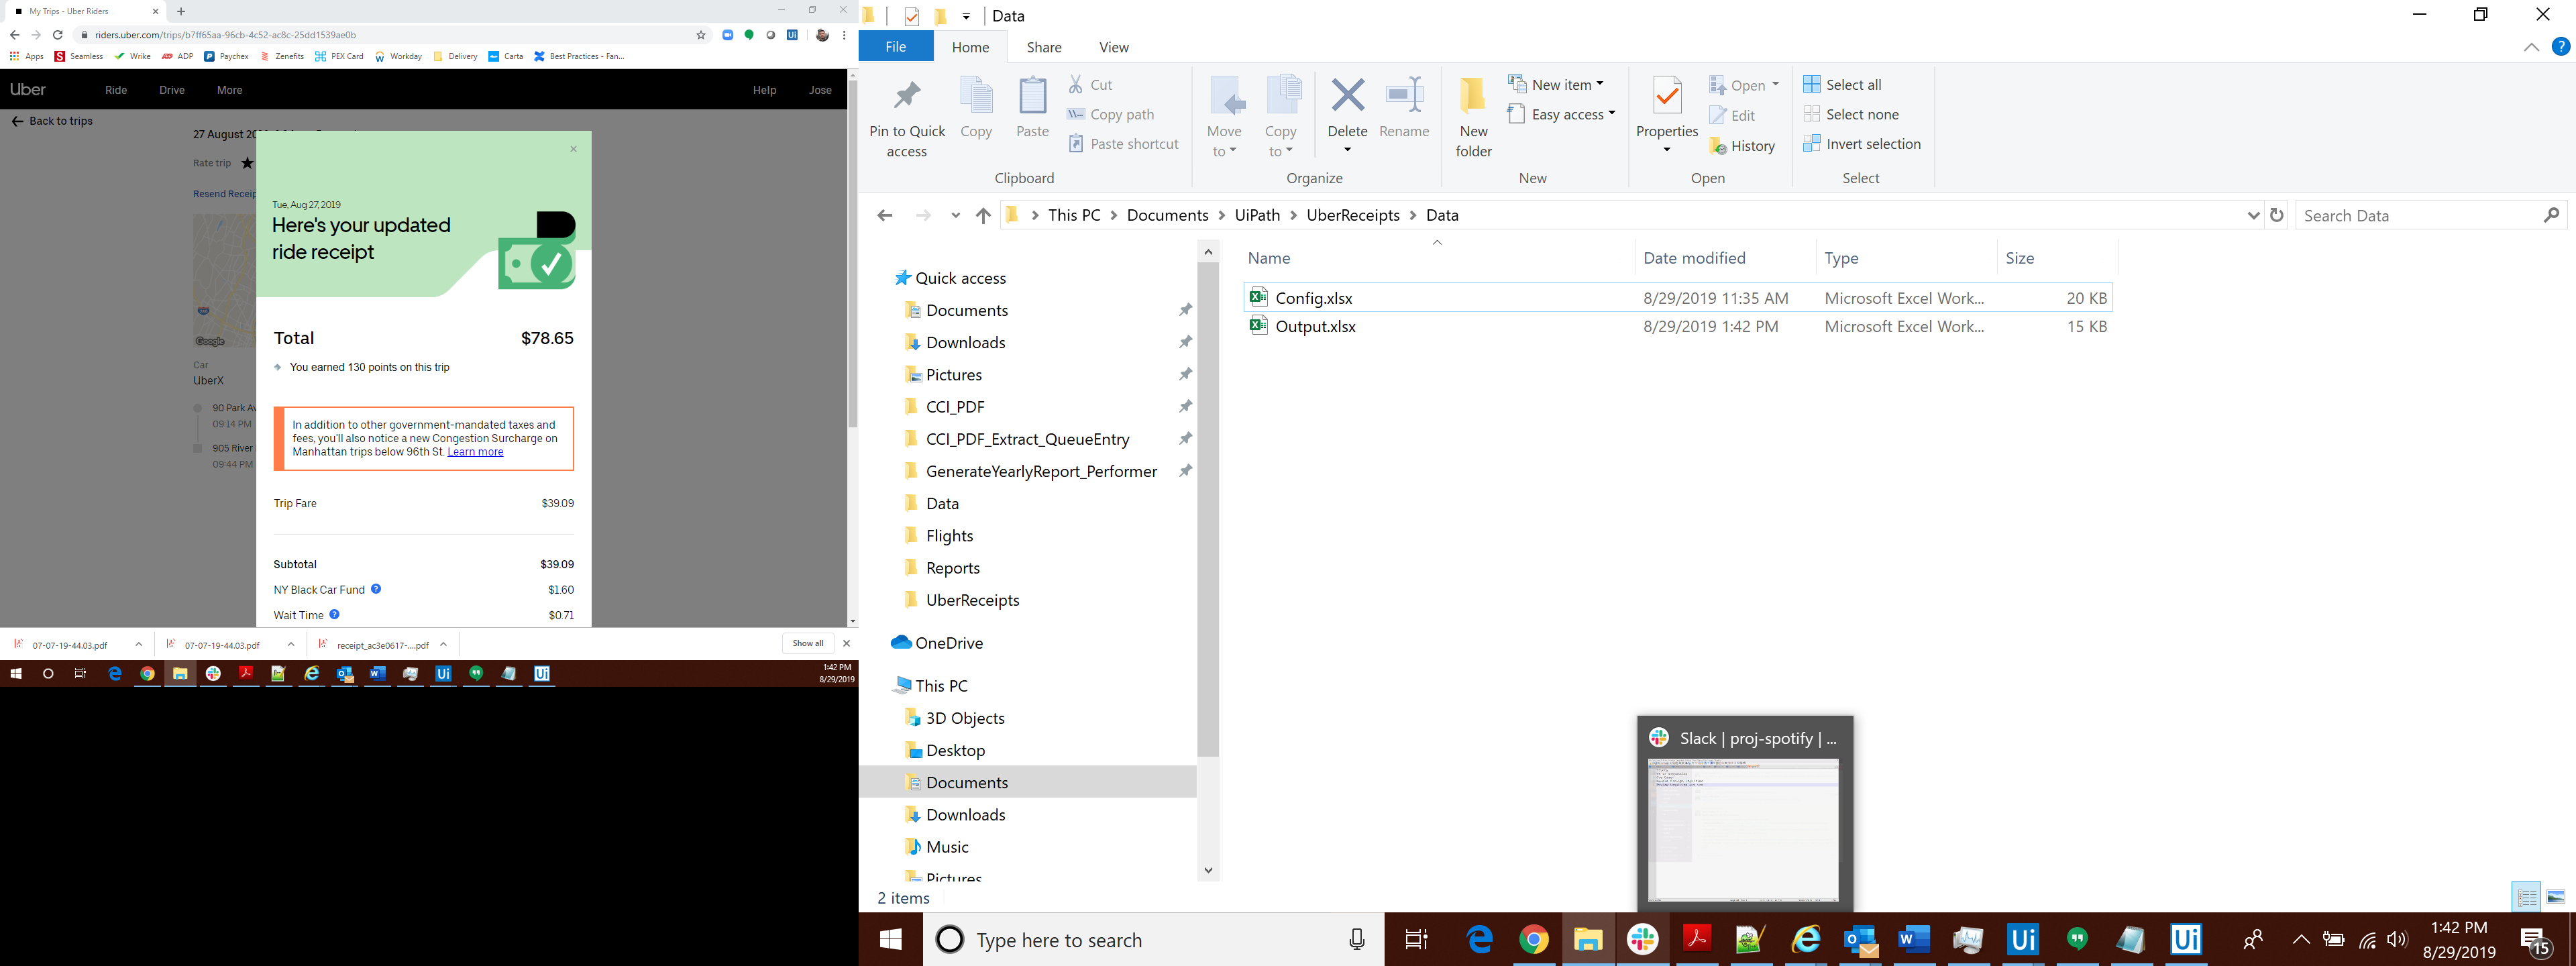 My Trips - Uber Riders
riders.uber.com/trips/b7ff65aa-96cb-4c52-ac8c-25dd1539ae0b
Apps Seamless Wrike ADP Paychex Zenefits PEX Card Workday Delivery Carta Best Practices - Fan...
Uber Ride Drive More Help Jose
Back to trips
27 August
Rate trip
Resend Receip
Google
Car
UberX
90 Park Av
09:14 PM
905 River
09:44 PM
Tue, Aug 27, 2019
Here's your updated
ride receipt
Total $78.65
You earned 130 points on this trip
In addition to other government-mandated taxes and
fees, you'll also notice a new Congestion Surcharge on
Manhattan trips below 96th St. Learn more
Trip Fare $39.09
Subtotal $39.09
NY Black Car Fund ? $1.60
Wait Time ? $0.71
07-07-19-44.03.pdf 07-07-19-44.03.pdf receipt_ac3e0617-....pdf Show all
1:42 PM
8/29/2019
Data
File Home Share View
Pin to Quick
access
Copy
Paste
Cut
Copy path
Paste shortcut
Clipboard
Move
to
Copy
to
Delete
Rename
Organize
New
folder
New item
Easy access
New
Properties
Open
Edit
History
Open
Select all
Select none
Invert selection
Select
This PC > Documents > UiPath > UberReceipts > Data
Search Data
Name Date modified Type Size
Config.xlsx 8/29/2019 11:35 AM Microsoft Excel Work... 20 KB
Output.xlsx 8/29/2019 1:42 PM Microsoft Excel Work... 15 KB
Quick access
Documents
Downloads
Pictures
CCI_PDF
CCI_PDF_Extract_QueueEntry
GenerateYearlyReport_Performer
Data
Flights
Reports
UberReceipts
OneDrive
This PC
3D Objects
Desktop
Documents
Downloads
Music
Pictures
2 items
Slack | proj-spotify | ...
Type here to search
1:42 PM
8/29/2019
15